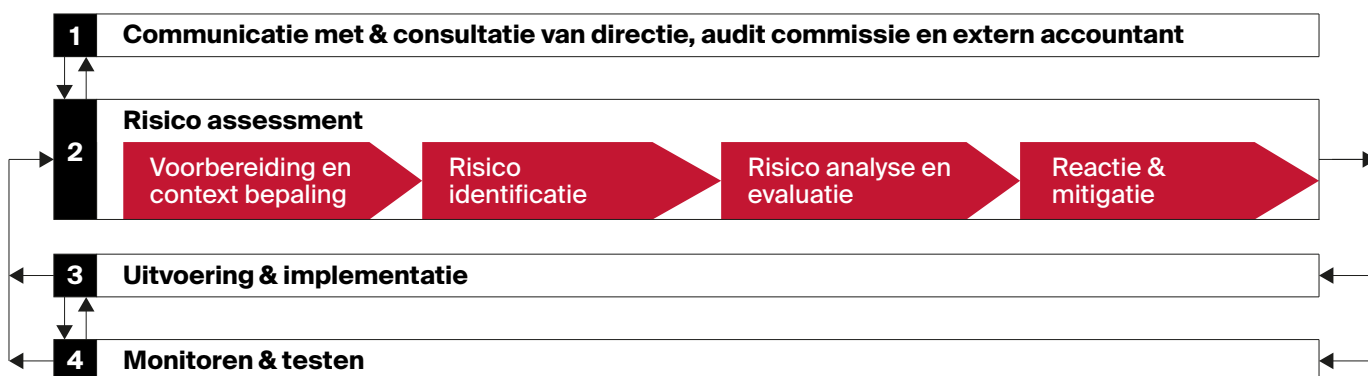 1 Communicatie met & consultatie van directie, audit commissie en extern accountant
2 Risico assessment
Voorbereiding en
context bepaling
Risico
identificatie
Risico analyse en
evaluatie
Reactie &
mitigatie
3 Uitvoering & implementatie
4 Monitoren & testen